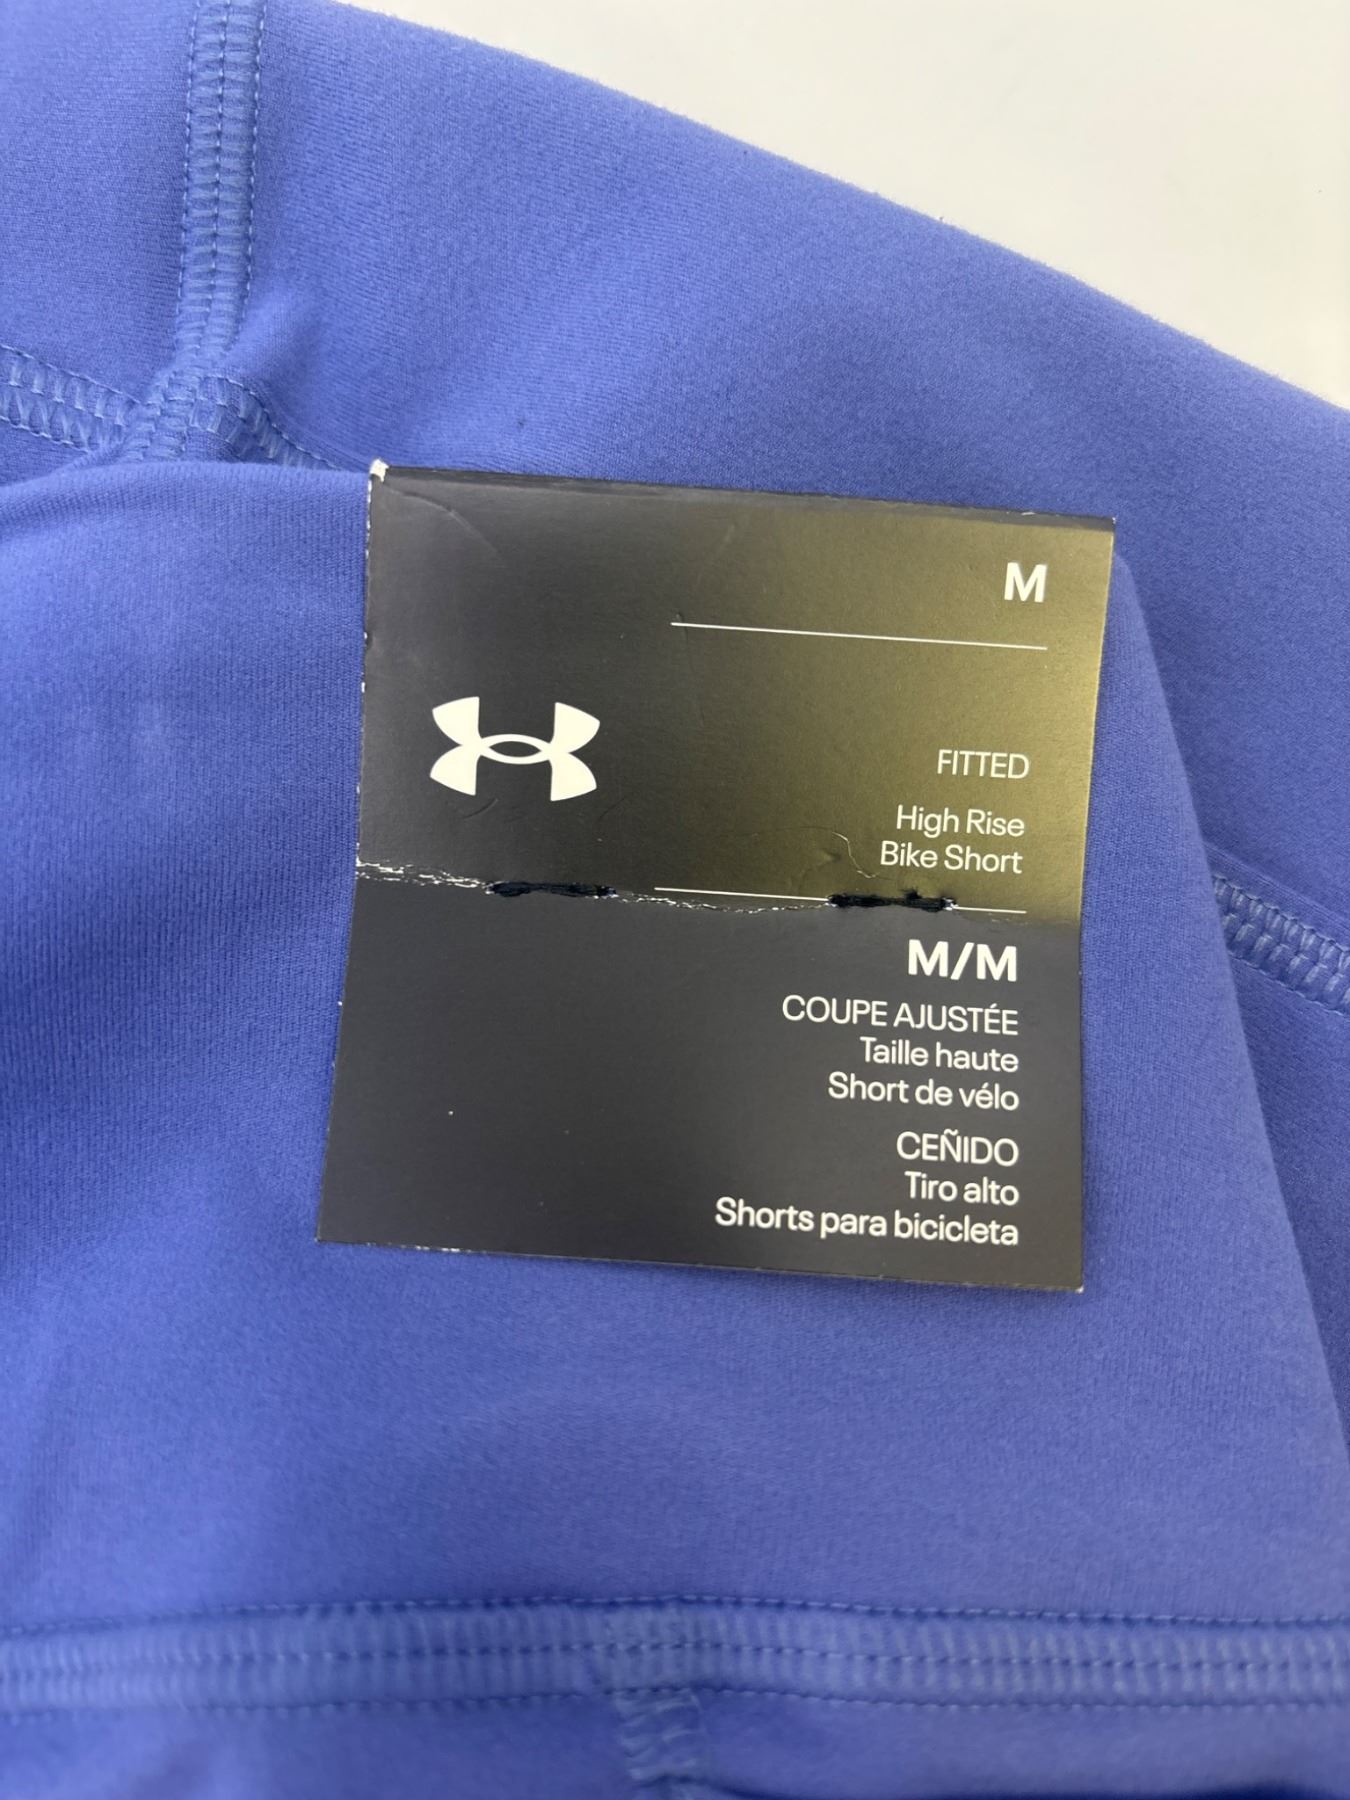 M
FITTED
High Rise
Bike Short
M/M
COUPE AJUSTÉE
Taille haute
Short de vélo
CEÑIDO
Tiro alto
Shorts para bicicleta